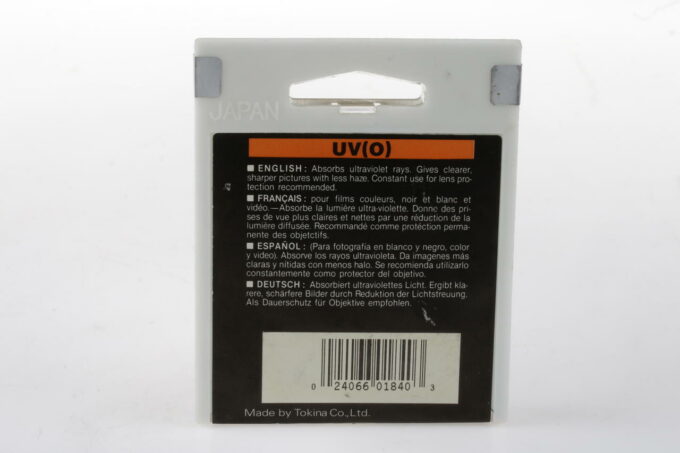 JAPAN
UV(O)
■ ENGLISH: Absorbs ultraviolet rays. Gives clearer,
sharper pictures with less haze. Constant use for lens pro-
tection recommended.
■ FRANÇAIS: pour films couleurs, noir et blanc et
vidéo.—Absorbe la lumière ultra-violette. Donne des pri-
ses de vue plus claires et nettes par une réduction de la
lumière diffusée. Recommandé comme protection perma-
nente des objetctifs.
■ ESPAÑOL: (Para fotografia en blanco y negro, color
y video). Absorve los rayos ultravioleta. Da imagenes más
claras y nítidas con menos halo. Se recomienda utilizarlo
constantemente como protector del objetivo.
■ DEUTSCH: Absorbiert ultraviolettes Licht. Ergibt kla-
rere, schärfere Bilder durch Reduktion der Lichtstreuung.
Als Dauerschutz für Objektive empfohlen.
0 24066 01840 3
Made by Tokina Co., Ltd.